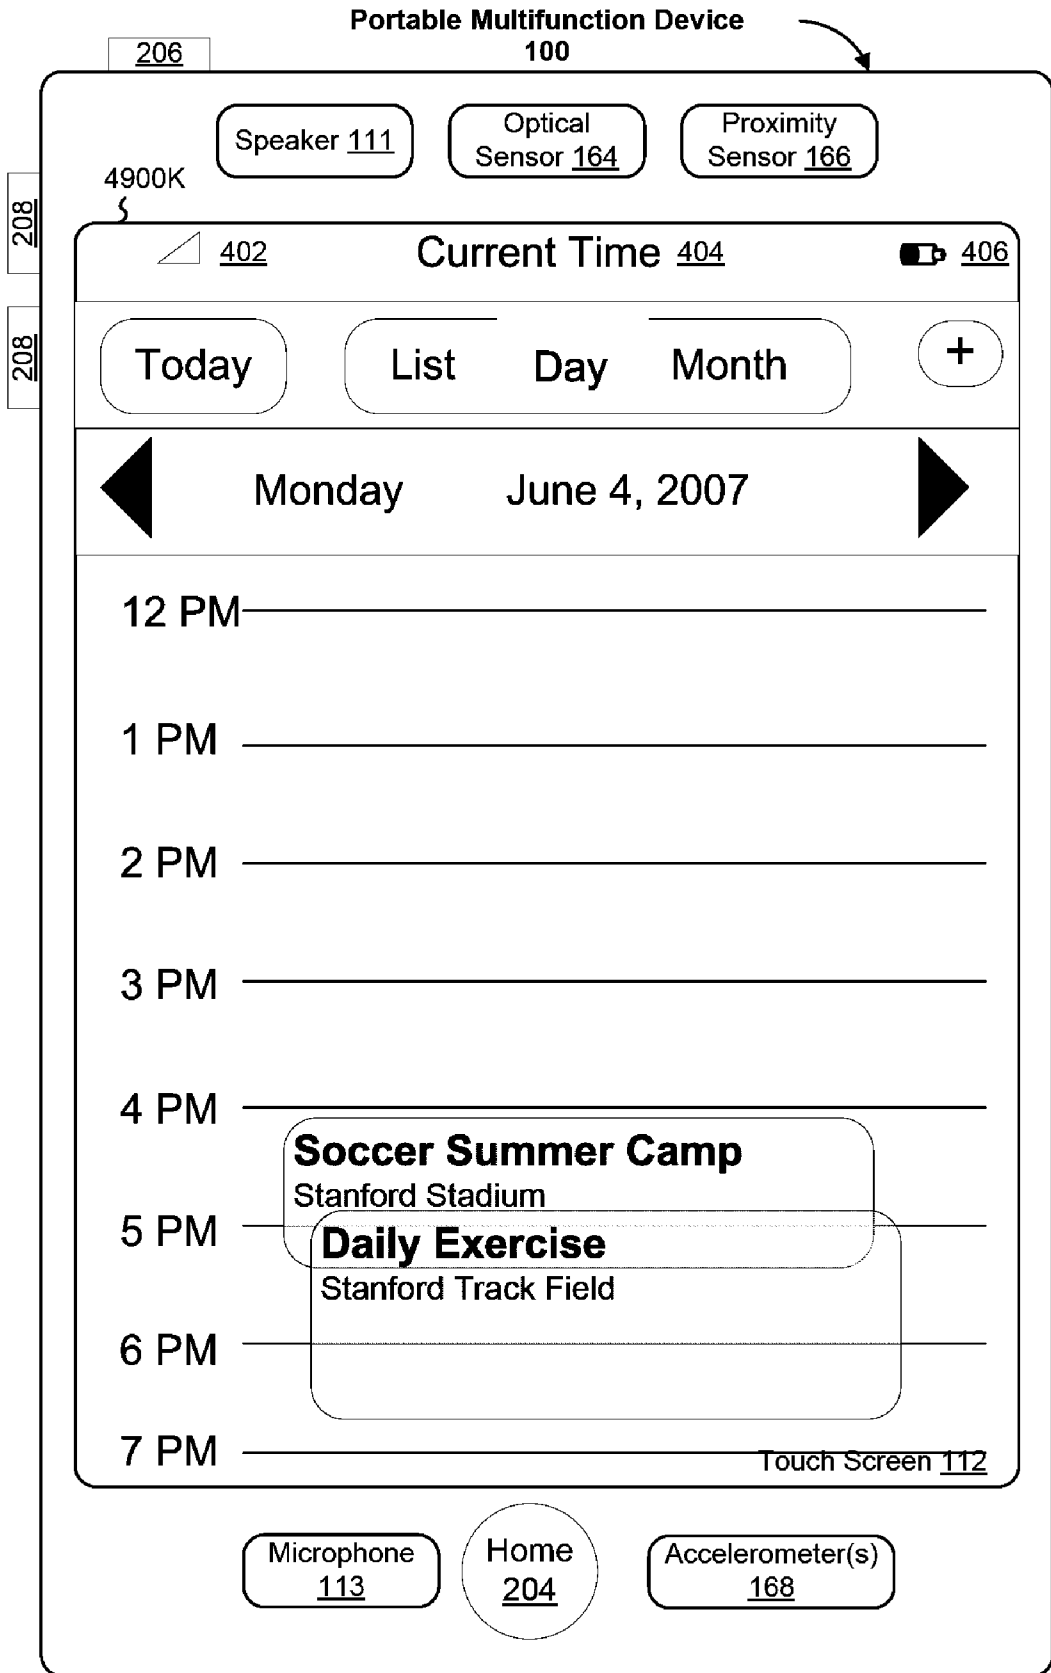 Portable Multifunction Device
100
206
Speaker 111
Optical
Sensor 164
Proximity
Sensor 166
4900K
208
208
402
Current Time 404
406
Today
List
Day
Month
+
Monday
June 4, 2007
12 PM
1 PM
2 PM
3 PM
4 PM
Soccer Summer Camp
Stanford Stadium
5 PM
Daily Exercise
Stanford Track Field
6 PM
7 PM
Touch Screen 112
Microphone
113
Home
204
Accelerometer(s)
168